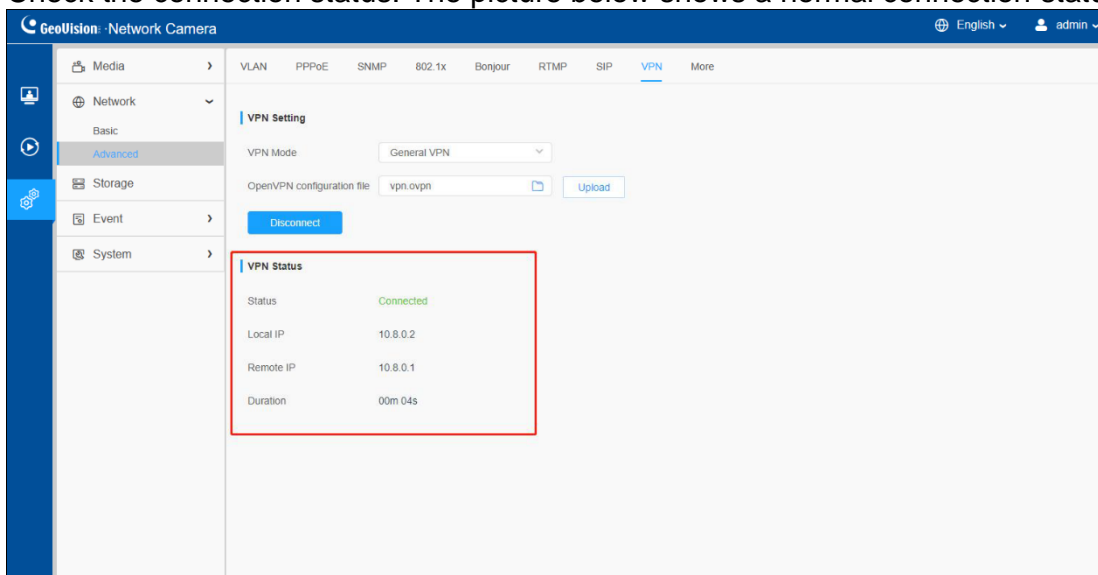 Check the connection status. The picture below shows a normal connection stat
GeoVision: Network Camera
English
admin
Media
Network
Basic
Advanced
Storage
Event
System
VLAN PPPoE SNMP 802.1x Bonjour RTMP SIP VPN More
VPN Setting
VPN Mode General VPN
OpenVPN configuration file vpn.ovpn Upload
Disconnect
VPN Status
Status Connected
Local IP 10.8.0.2
Remote IP 10.8.0.1
Duration 00m 04s